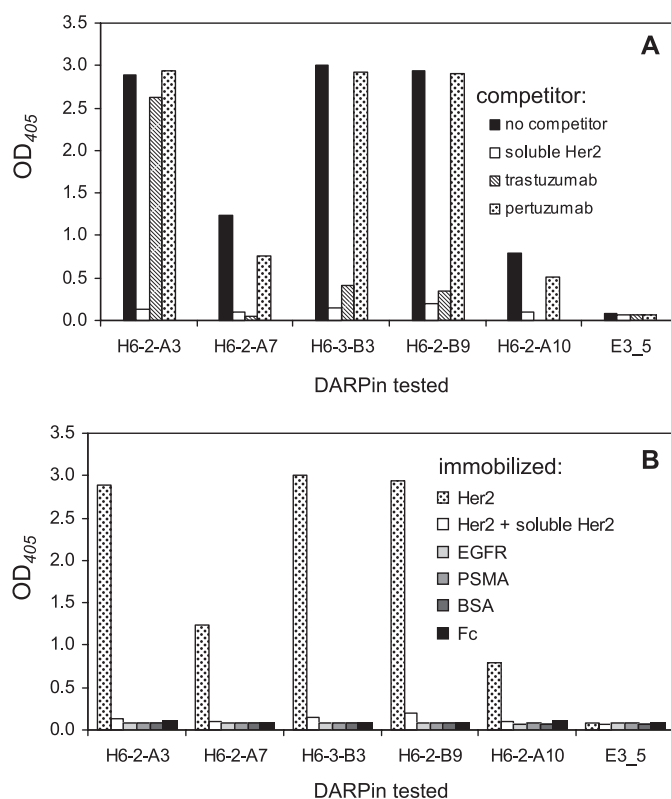 A
3.5
3.0
2.5
2.0
1.5
1.0
0.5
0.0
OD405
competitor:
no competitor
soluble Her2
trastuzumab
pertuzumab
H6-2-A3 H6-2-A7 H6-3-B3 H6-2-B9 H6-2-A10 E3_5
DARPin tested
B
3.5
3.0
2.5
2.0
1.5
1.0
0.5
0.0
OD405
immobilized:
Her2
Her2 + soluble Her2
EGFR
PSMA
BSA
Fc
H6-2-A3 H6-2-A7 H6-3-B3 H6-2-B9 H6-2-A10 E3_5
DARPin tested